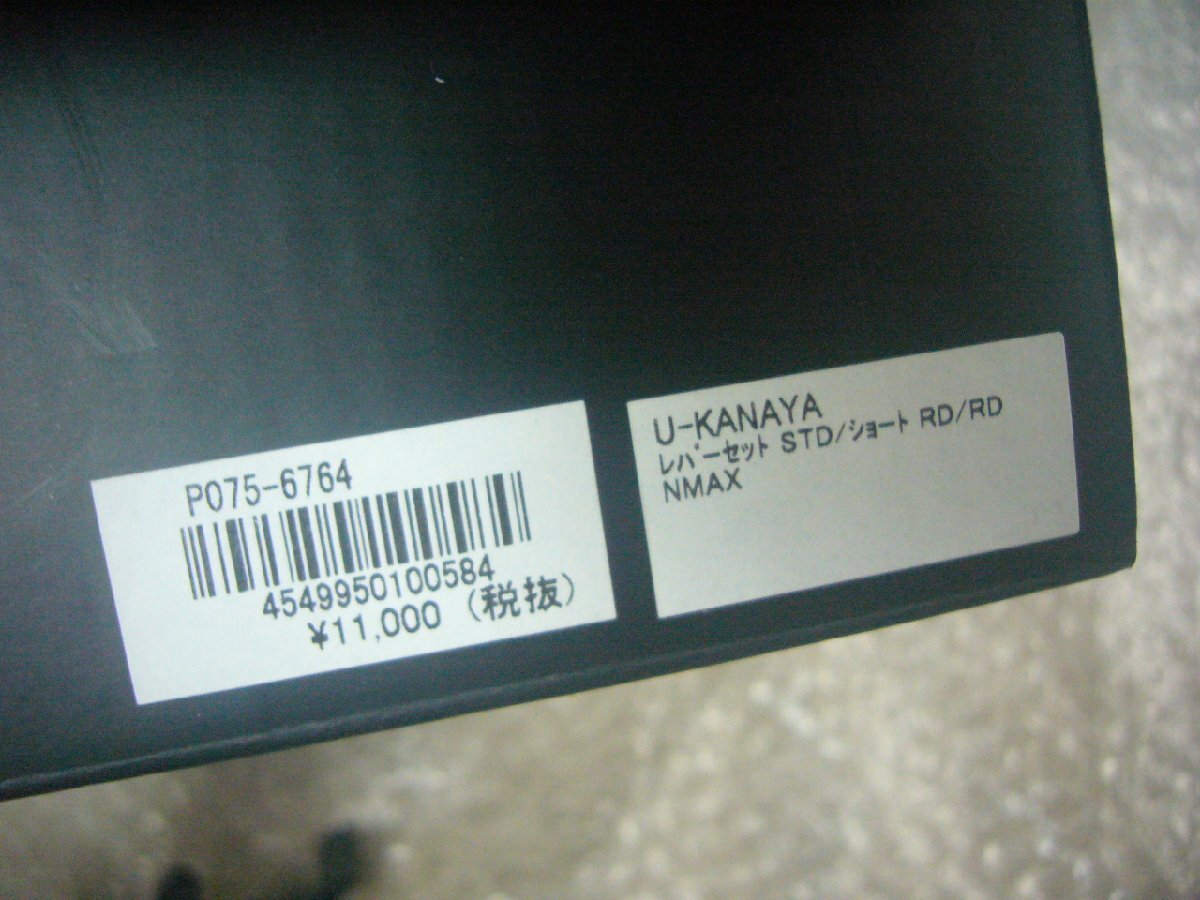 P075-6764
4549950100584
¥11,000 (税抜)
U-KANAYA
ﾚﾊﾞｰｾｯﾄ STD/ｼｮｰﾄ RD/RD
NMAX